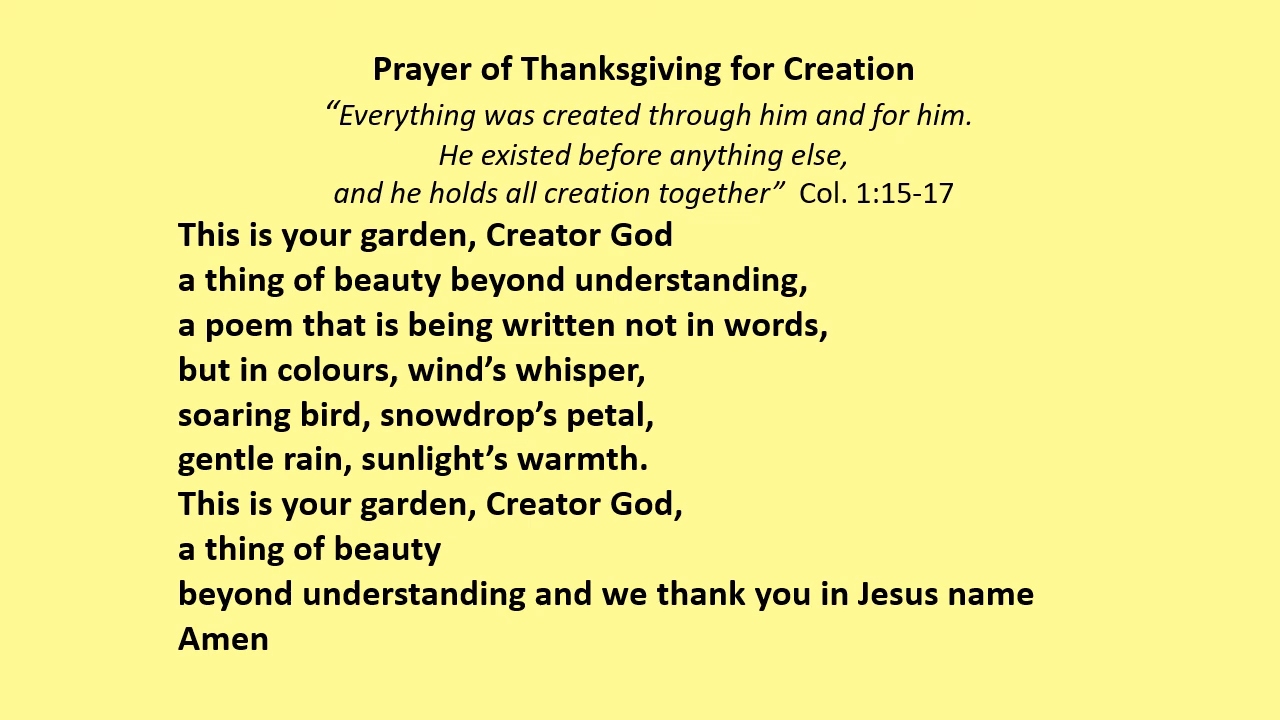 Prayer of Thanksgiving for Creation
“Everything was created through him and for him.
He existed before anything else,
and he holds all creation together” Col. 1:15-17
This is your garden, Creator God
a thing of beauty beyond understanding,
a poem that is being written not in words,
but in colours, wind’s whisper,
soaring bird, snowdrop’s petal,
gentle rain, sunlight’s warmth.
This is your garden, Creator God,
a thing of beauty
beyond understanding and we thank you in Jesus name
Amen